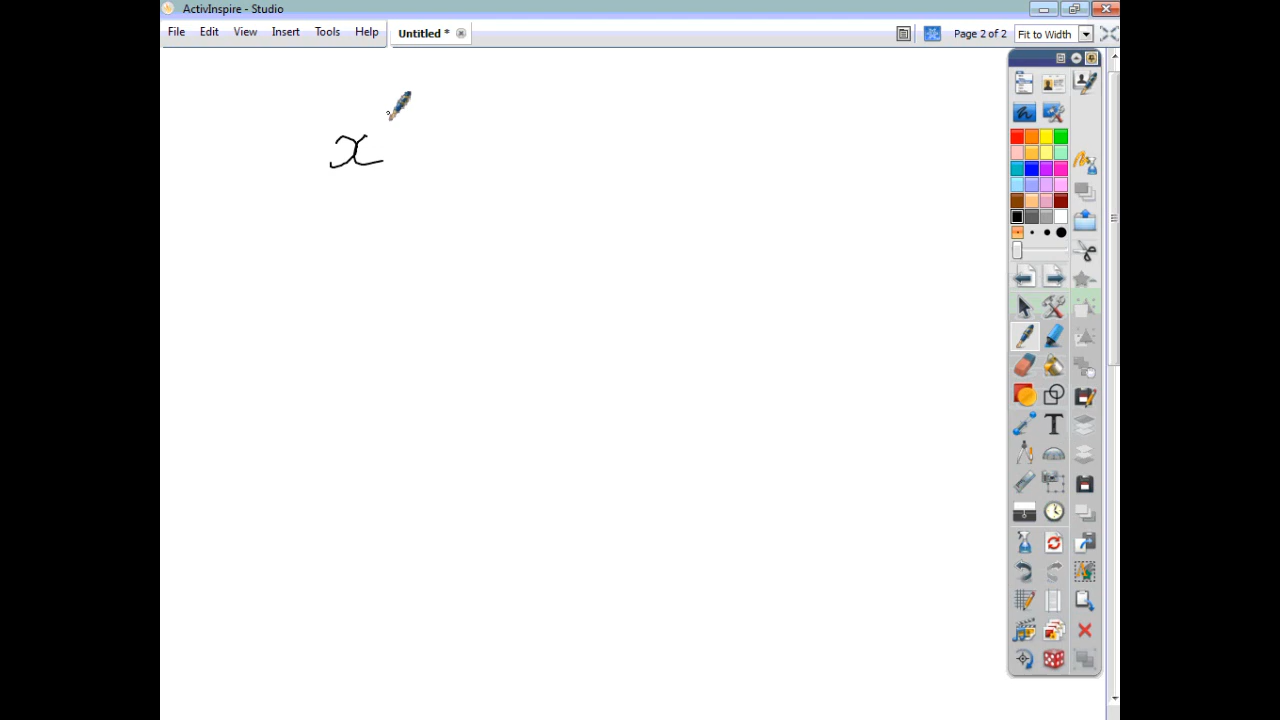 ActivInspire - Studio
File Edit View Insert Tools Help Untitled * Page 2 of 2 Fit to Width
x
T